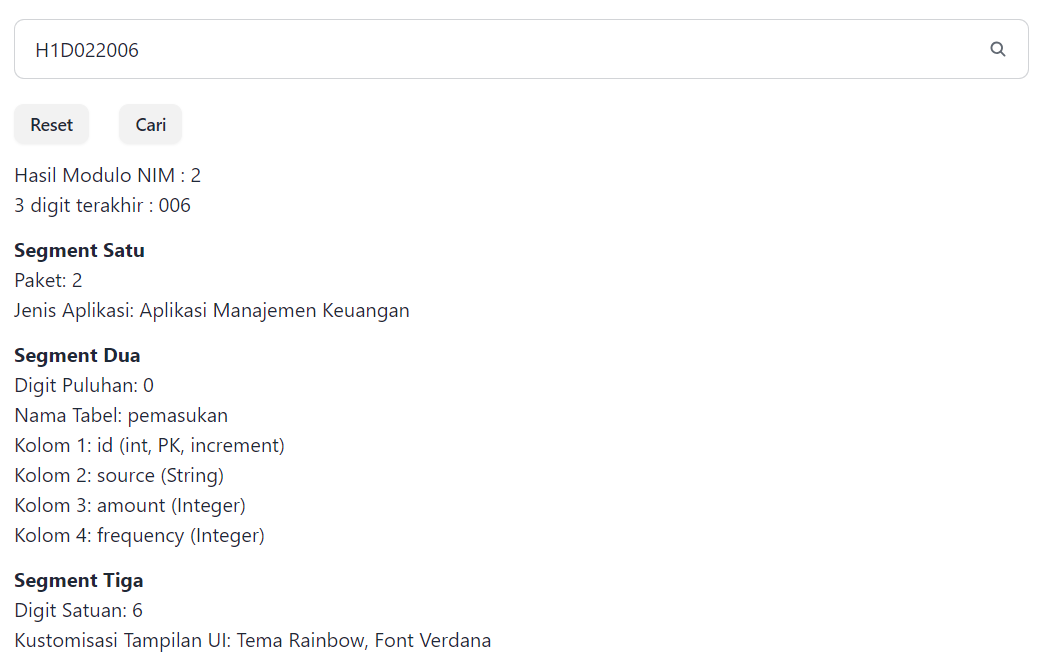 H1D022006
Reset
Cari
Hasil Modulo NIM : 2
3 digit terakhir : 006
Segment Satu
Paket: 2
Jenis Aplikasi: Aplikasi Manajemen Keuangan
Segment Dua
Digit Puluhan: 0
Nama Tabel: pemasukan
Kolom 1: id (int, PK, increment)
Kolom 2: source (String)
Kolom 3: amount (Integer)
Kolom 4: frequency (Integer)
Segment Tiga
Digit Satuan: 6
Kustomisasi Tampilan UI: Tema Rainbow, Font Verdana